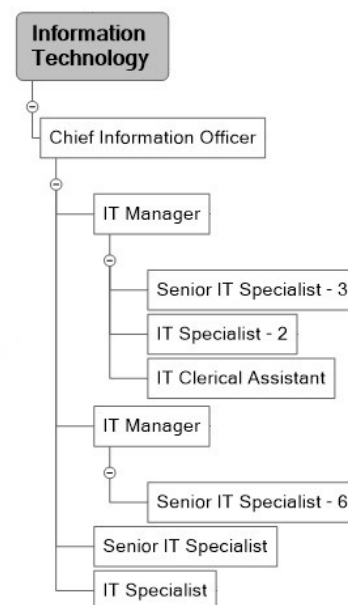 Information
Technology
Chief Information Officer
IT Manager
Senior IT Specialist - 3
IT Specialist - 2
IT Clerical Assistant
IT Manager
Senior IT Specialist - 6
Senior IT Specialist
IT Specialist